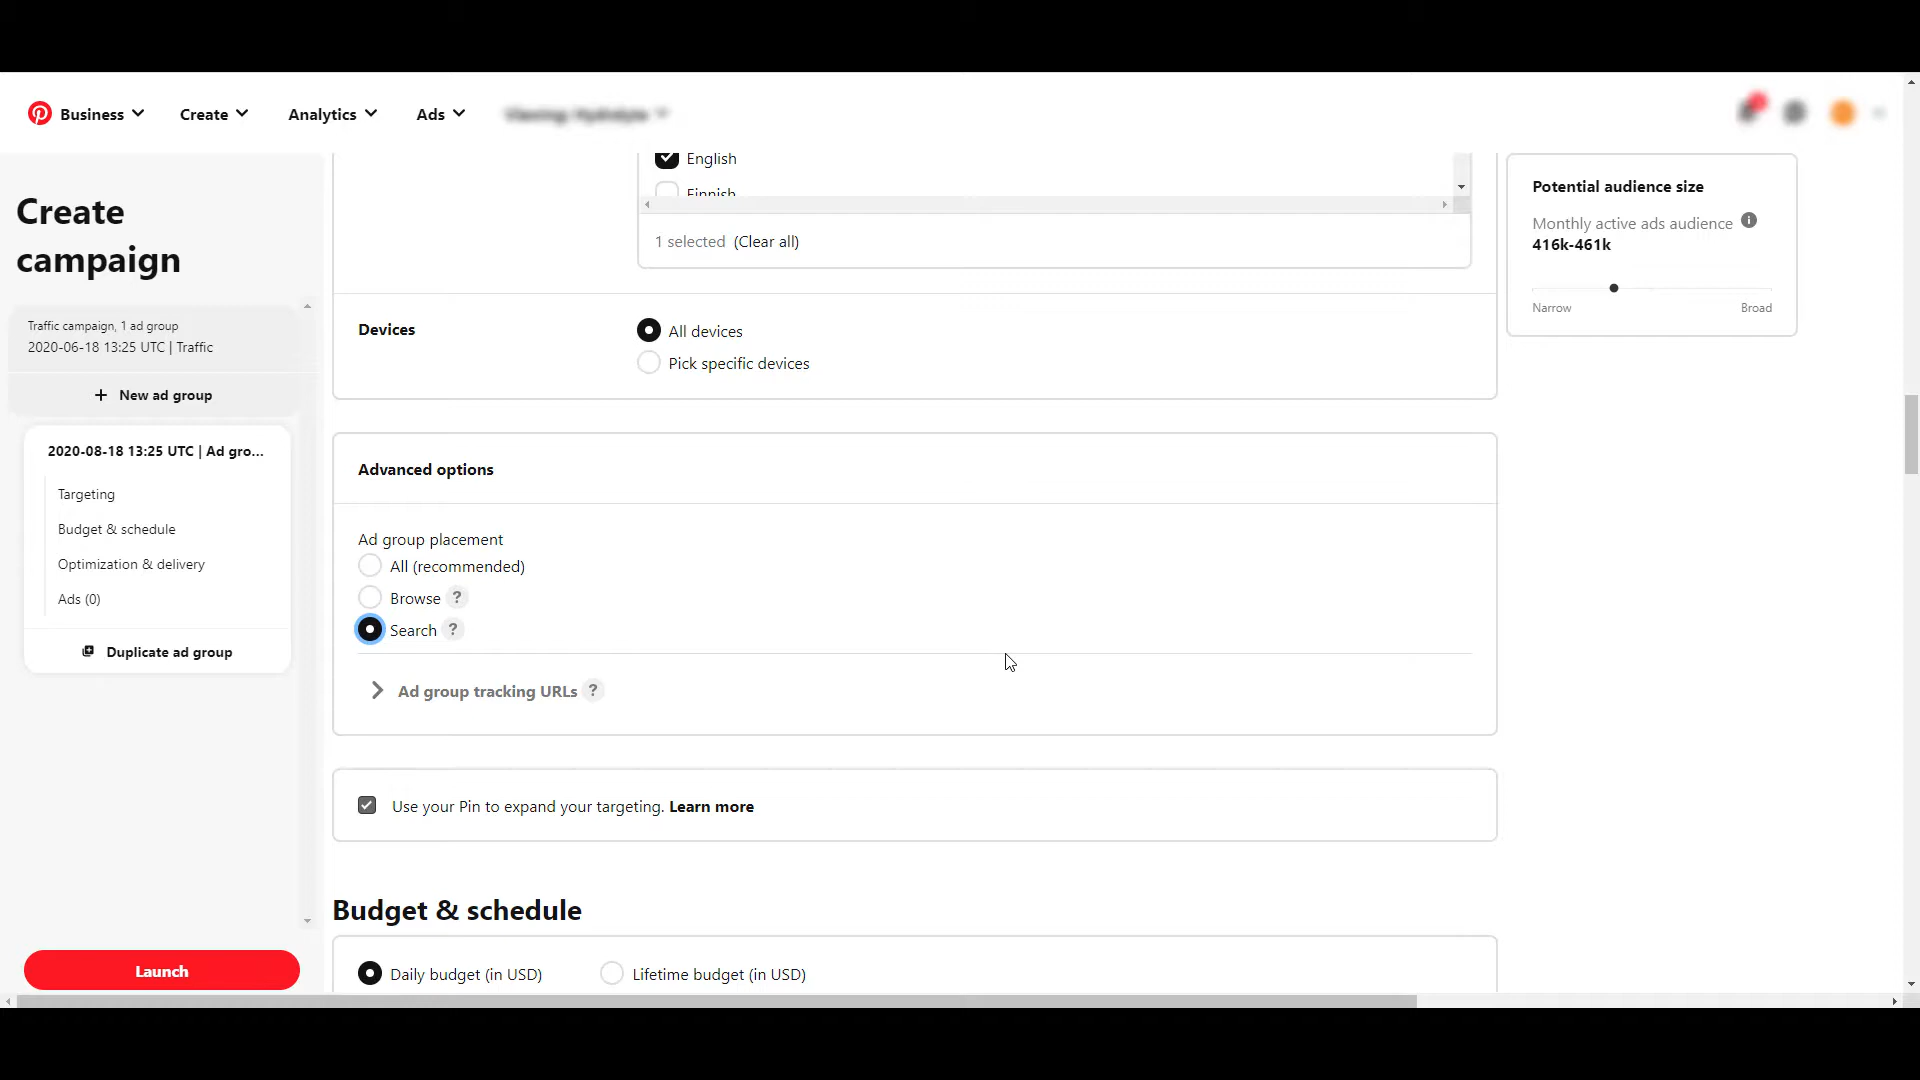 Business
Create
Analytics
Ads
Create
campaign
Traffic campaign, 1 ad group
2020-06-18 13:25 UTC | Traffic
+ New ad group
2020-08-18 13:25 UTC | Ad gro...
Targeting
Budget & schedule
Optimization & delivery
Ads (0)
Duplicate ad group
Launch
English
Finnish
1 selected (Clear all)
Devices
All devices
Pick specific devices
Advanced options
Ad group placement
All (recommended)
Browse ?
Search ?
Ad group tracking URLs ?
Use your Pin to expand your targeting. Learn more
Budget & schedule
Daily budget (in USD) Lifetime budget (in USD)
Potential audience size
Monthly active ads audience
416k-461k
Narrow Broad